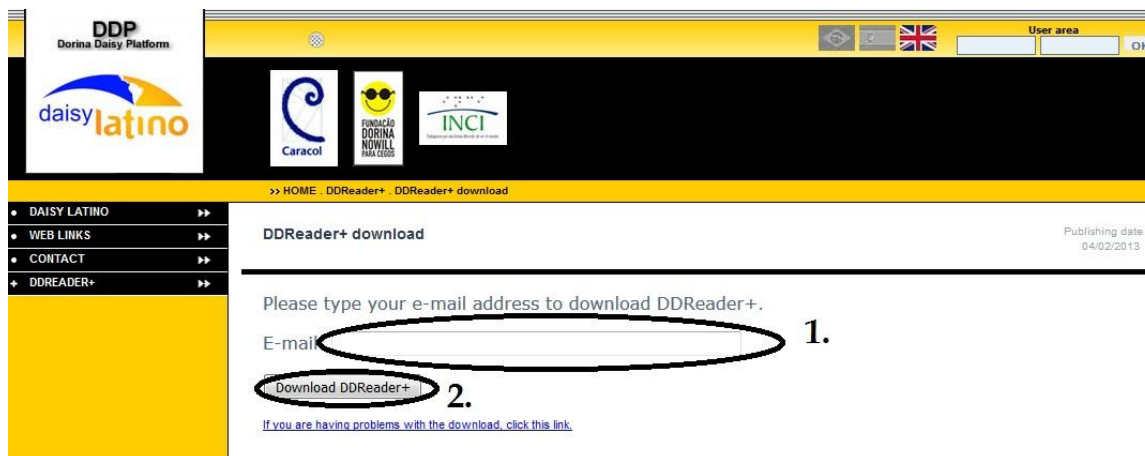 DDP
Dorina Daisy Platform
User area
OK
daisy latino
Caracol
FUNDAÇÃO
DORINA
NOWILL
PARA CEGOS
INCI
>> HOME . DDReader+ . DDReader+ download
DAISY LATINO
WEB LINKS
CONTACT
DDREADER+
DDReader+ download
Publishing date
04/02/2013
Please type your e-mail address to download DDReader+.
E-mail
1.
Download DDReader+
2.
If you are having problems with the download, click this link.